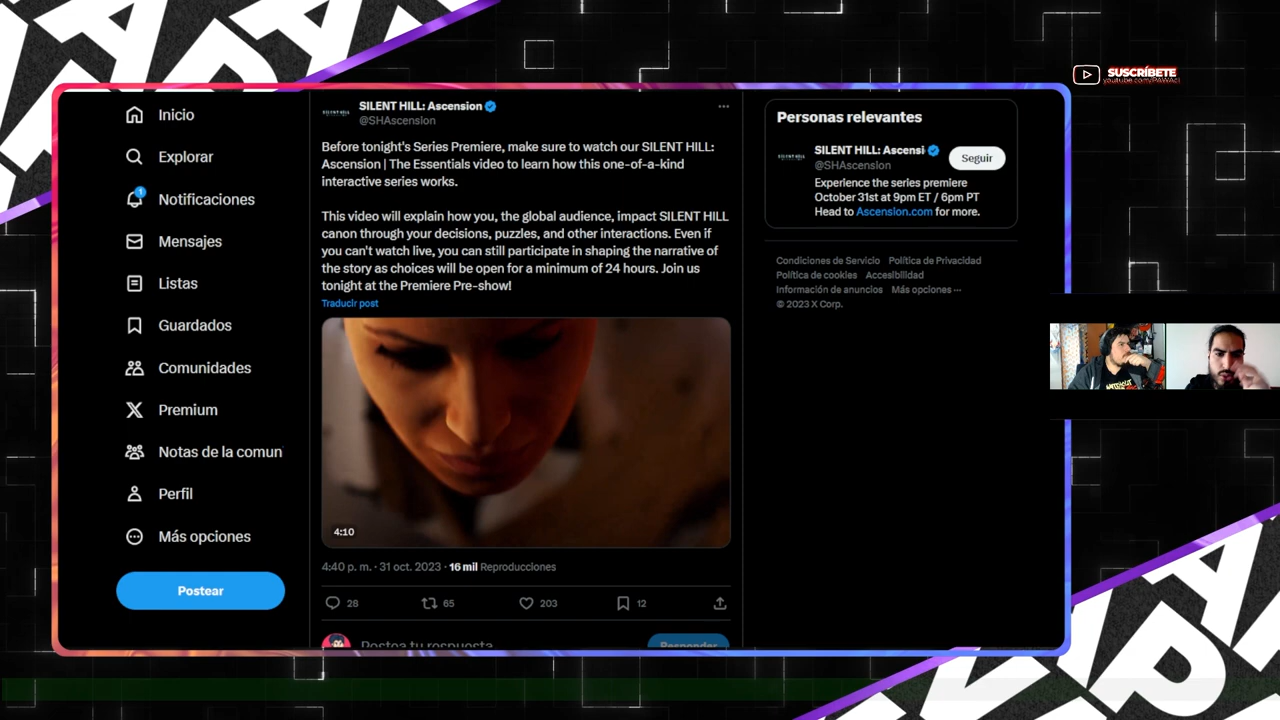 SUSCRÍBETE
Inicio
Explorar
1
Notificaciones
Mensajes
Listas
Guardados
Comunidades
Premium
Notas de la comun
Perfil
Más opciones
Postear
SILENT HILL: Ascension
@SHAscension
Before tonight's Series Premiere, make sure to watch our SILENT HILL:
Ascension | The Essentials video to learn how this one-of-a-kind
interactive series works.
This video will explain how you, the global audience, impact SILENT HILL
canon through your decisions, puzzles, and other interactions. Even if
you can't watch live, you can still participate in shaping the narrative of
the story as choices will be open for a minimum of 24 hours. Join us
tonight at the Premiere Pre-show!
Traducir post
4:10
4:40 p. m. · 31 oct. 2023 · 16 mil Reproducciones
28
65
203
12
Postea tu respuesta
Responder
Personas relevantes
SILENT HILL: Ascensi
@SHAscension
Seguir
Experience the series premiere
October 31st at 9pm ET / 6pm PT
Head to Ascension.com for more.
Condiciones de Servicio Política de Privacidad
Política de cookies Accesibilidad
Información de anuncios Más opciones ···
© 2023 X Corp.